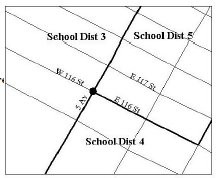 School Dist 3
School Dist 5
W 116 St
E 117 St
E 116 St
5 AV
School Dist 4